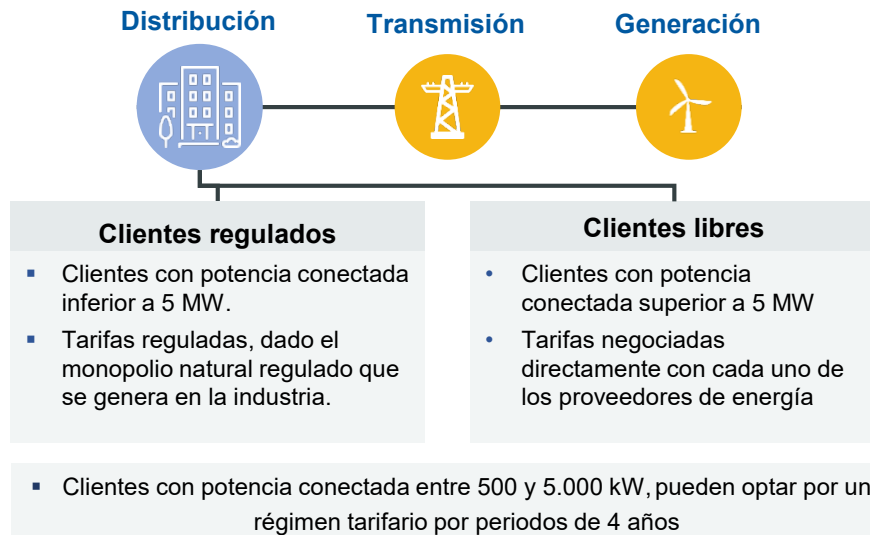 Distribución
Transmisión
Generación
Clientes regulados
▪ Clientes con potencia conectada
inferior a 5 MW.
▪ Tarifas reguladas, dado el
monopolio natural regulado que
se genera en la industria.
Clientes libres
• Clientes con potencia
conectada superior a 5 MW
• Tarifas negociadas
directamente con cada uno de
los proveedores de energía
▪ Clientes con potencia conectada entre 500 y 5.000 kW, pueden optar por un
régimen tarifario por periodos de 4 años